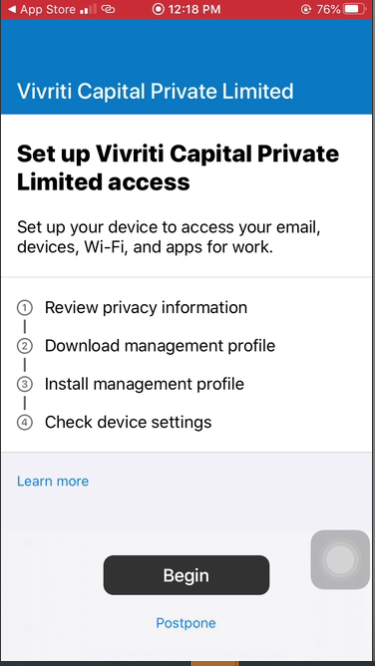 App Store 12:18 PM 76%
Vivriti Capital Private Limited
Set up Vivriti Capital Private
Limited access
Set up your device to access your email,
devices, Wi-Fi, and apps for work.
1 Review privacy information
2 Download management profile
3 Install management profile
4 Check device settings
Learn more
Begin
Postpone